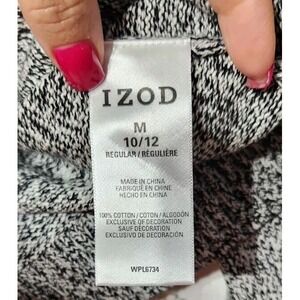 IZOD
M
10/12
REGULAR / RÉGULIÈRE
MADE IN CHINA
FABRIQUÉ EN CHINE
HECHO EN CHINA
100% COTTON / COTON / ALGODÓN
EXCLUSIVE OF DECORATION
SAUF DÉCORATION
EXCLUSIVO DE DECORACIÓN
WPL6734